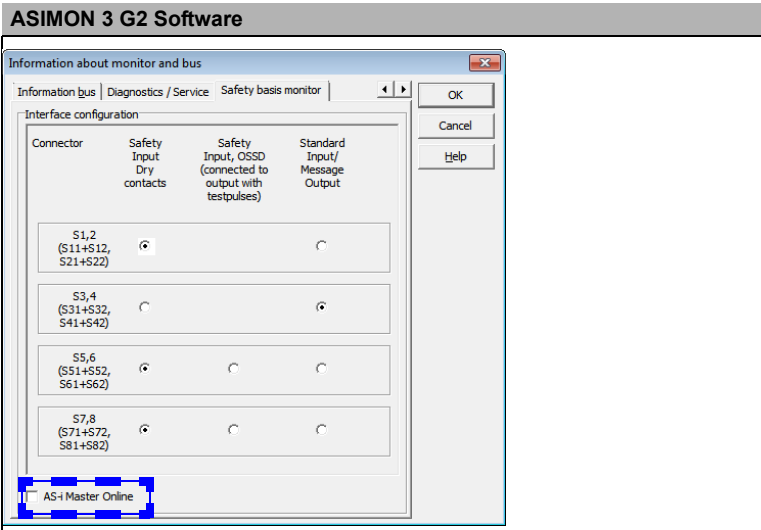 ASIMON 3 G2 Software
Information about monitor and bus
Information bus
Diagnostics / Service
Safety basis monitor
Interface configuration
Connector
Safety
Input
Dry
contacts
Safety
Input, OSSD
(connected to
output with
testpulses)
Standard
Input/
Message
Output
S1,2
(S11+S12,
S21+S22)
S3,4
(S31+S32,
S41+S42)
S5,6
(S51+S52,
S61+S62)
S7,8
(S71+S72,
S81+S82)
AS-i Master Online
OK
Cancel
Help